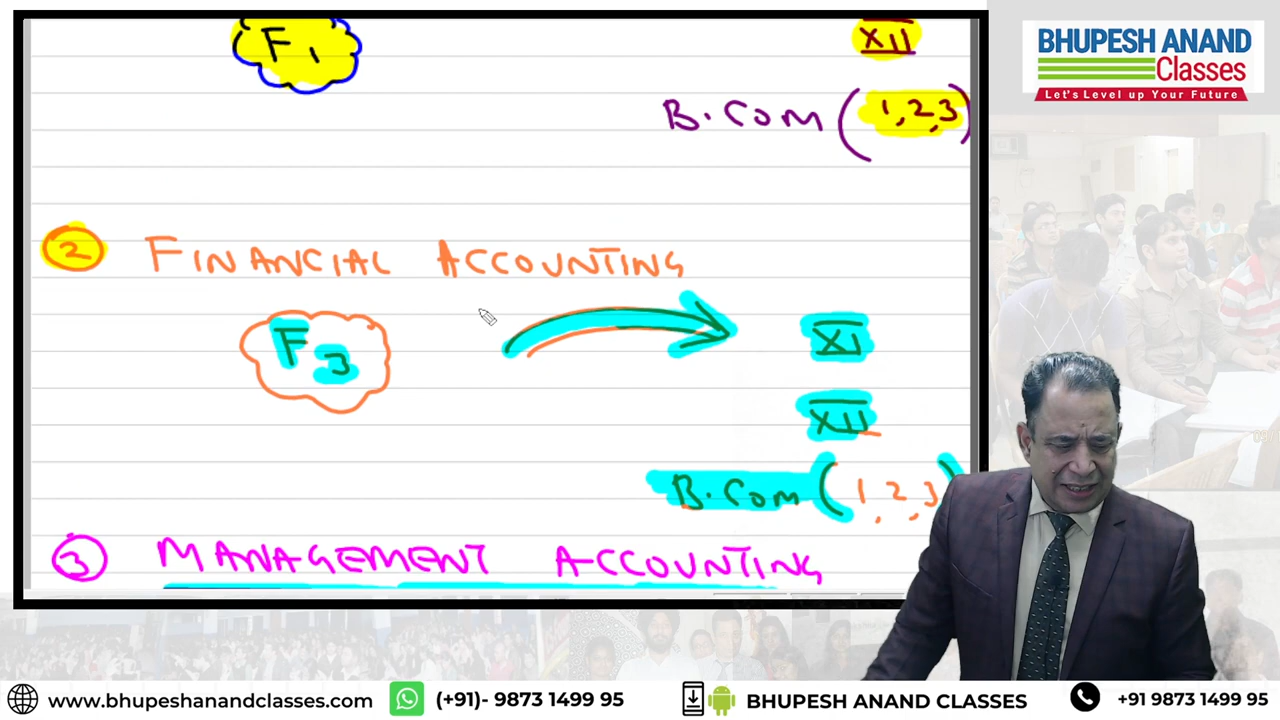 F1
XII
B.Com (1,2,3)
BHUPESH ANAND
Classes
Let's Level up Your Future
2 FINANCIAL ACCOUNTING
F3
XI
XII
B.Com (1,2,3)
3 MANAGEMENT ACCOUNTING
www.bhupeshanandclasses.com (+91)- 9873 1499 95 BHUPESH ANAND CLASSES +91 9873 1499 95